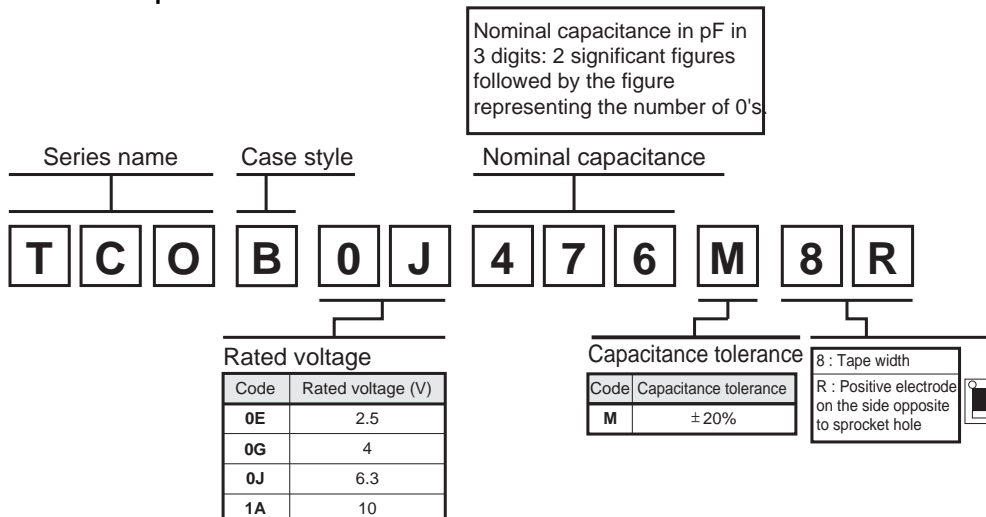 Nominal capacitance in pF in
3 digits: 2 significant figures
followed by the figure
representing the number of 0's.
Series name Case style Nominal capacitance
T C O B 0 J 4 7 6 M 8 R
Rated voltage
Code Rated voltage (V)
0E 2.5
0G 4
0J 6.3
1A 10
Capacitance tolerance
Code Capacitance tolerance
M ±20%
8 : Tape width
R : Positive electrode
on the side opposite
to sprocket hole